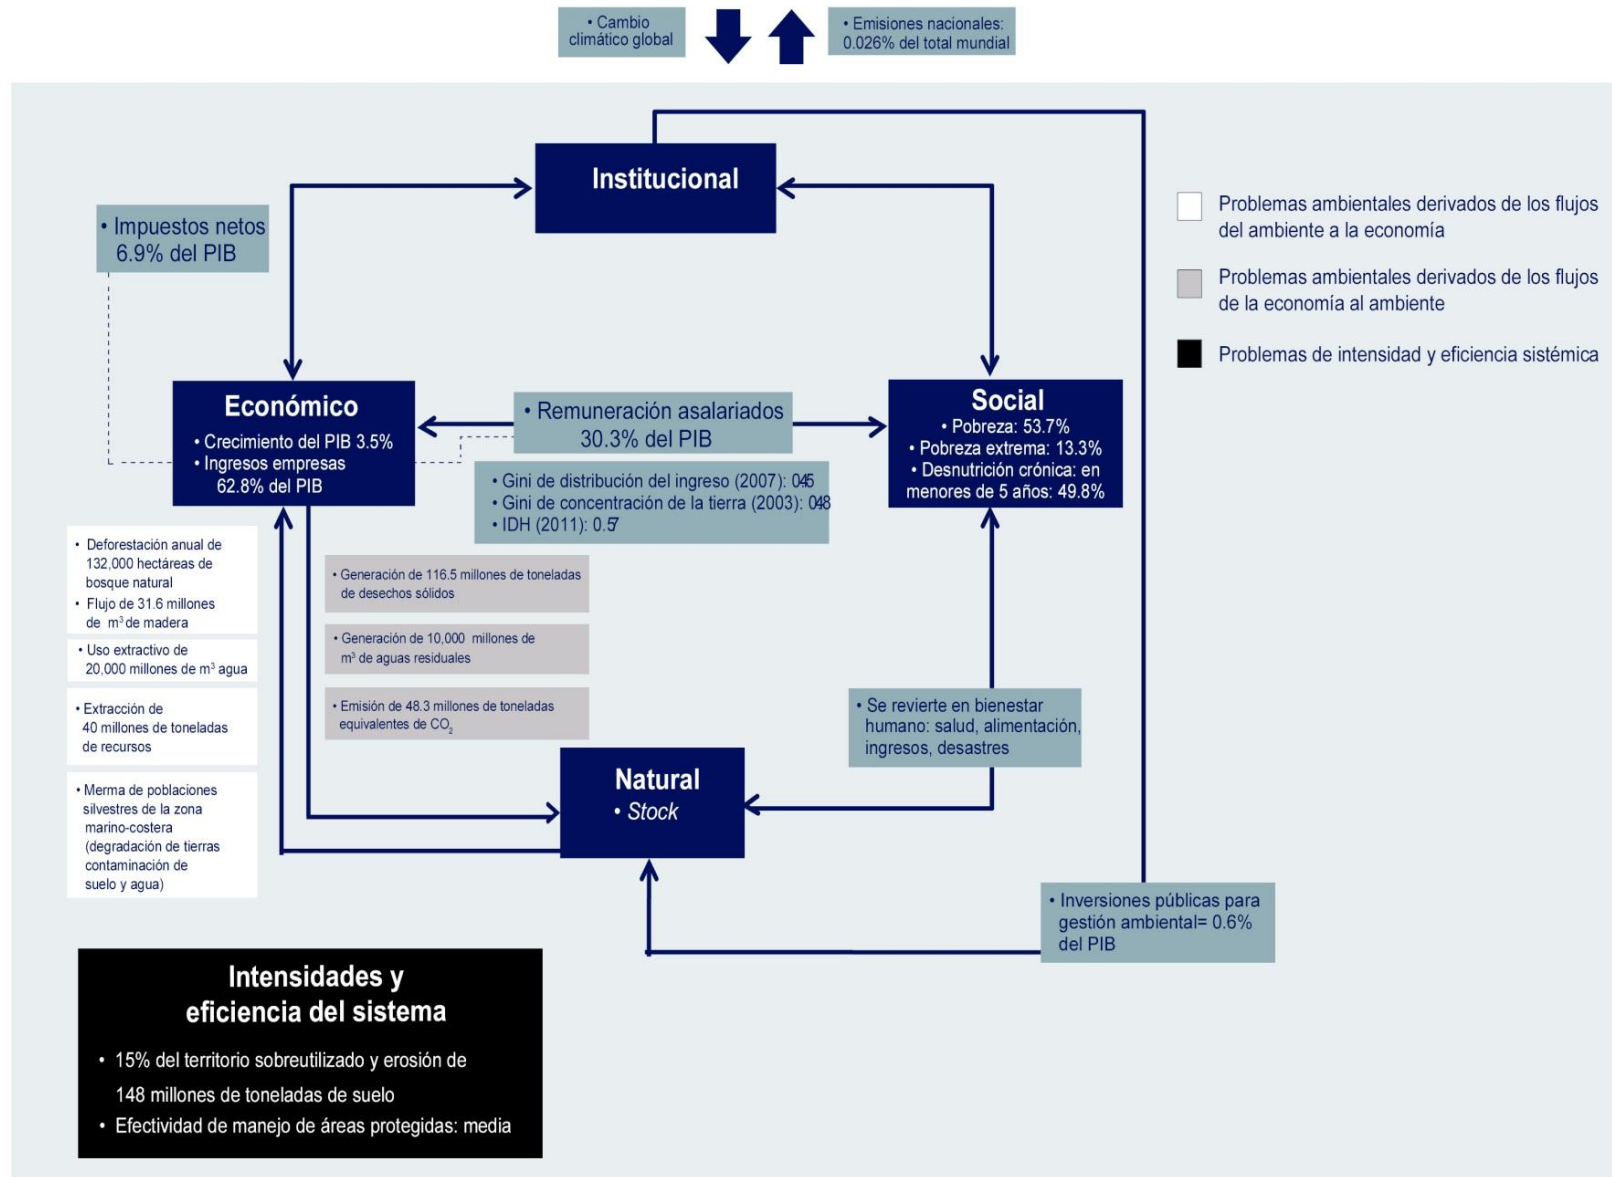 • Cambio
climático global
• Emisiones nacionales:
0.026% del total mundial
Institucional
• Impuestos netos
6.9% del PIB
Problemas ambientales derivados de los flujos
del ambiente a la economía
Problemas ambientales derivados de los flujos
de la economía al ambiente
Problemas de intensidad y eficiencia sistémica
Económico
• Crecimiento del PIB 3.5%
• Ingresos empresas
62.8% del PIB
• Remuneración asalariados
30.3% del PIB
Social
• Pobreza: 53.7%
• Pobreza extrema: 13.3%
• Desnutrición crónica: en
menores de 5 años: 49.8%
• Gini de distribución del ingreso (2007):
• Gini de concentración de la tierra (2003):
• IDH (2011): 0.57
• Deforestación anual de
132,000 hectáreas de
bosque natural
• Flujo de 31.6 millones
de m³ de madera
• Uso extractivo de
20,000 millones de m³ agua
• Extracción de
40 millones de toneladas
de recursos
• Merma de poblaciones
silvestres de la zona
marino-costera
(degradación de tierras
contaminación de
suelo y agua)
• Generación de 116.5 millones de toneladas
de desechos sólidos
• Generación de 10,000 millones de
m³ de aguas residuales
• Emisión de 48.3 millones de toneladas
equivalentes de CO₂
• Se revierte en bienestar
humano: salud, alimentación,
ingresos, desastres
Natural
• Stock
• Inversiones públicas para
gestión ambiental= 0.6%
del PIB
Intensidades y
eficiencia del sistema
• 15% del territorio sobreutilizado y erosión de
148 millones de toneladas de suelo
• Efectividad de manejo de áreas protegidas: media